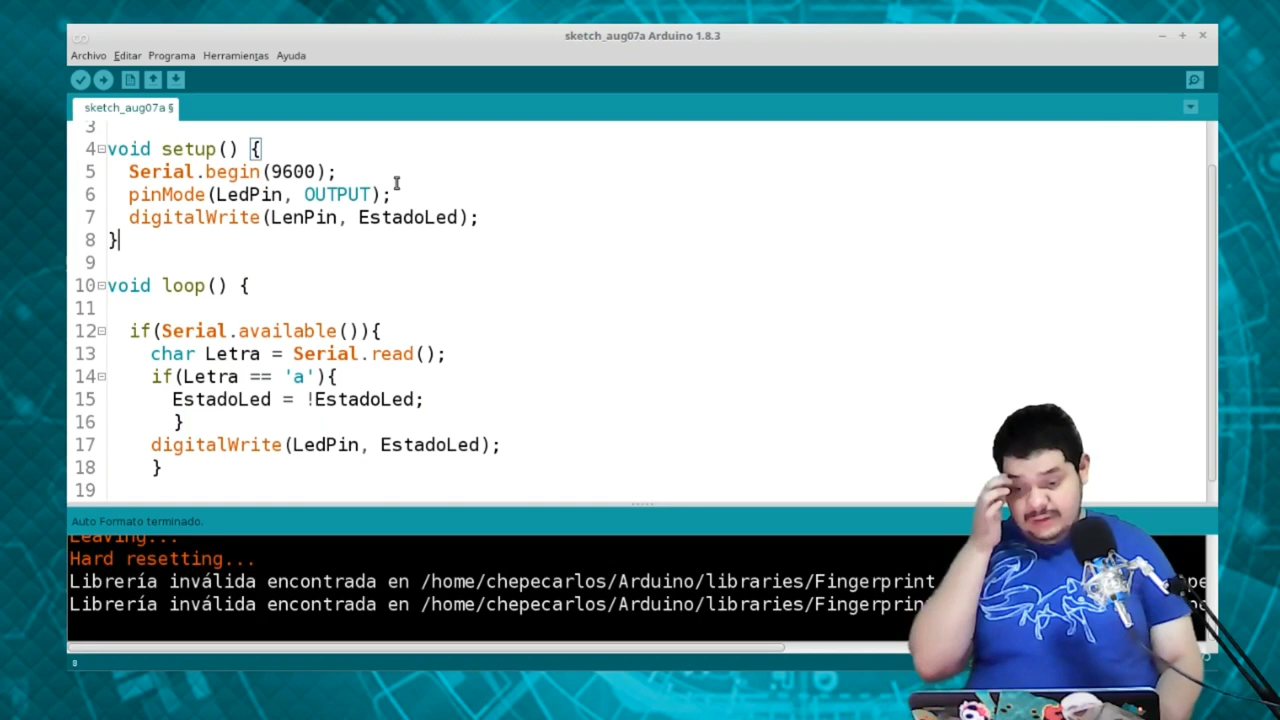 sketch_aug07a Arduino 1.8.3
Archivo Editar Programa Herramientas Ayuda
sketch_aug07a §
3
4 void setup() {
5 Serial.begin(9600);
6 pinMode(LedPin, OUTPUT);
7 digitalWrite(LenPin, EstadoLed);
8 }
9
10 void loop() {
11
12 if(Serial.available()){
13 char Letra = Serial.read();
14 if(Letra == 'a'){
15 EstadoLed = !EstadoLed;
16 }
17 digitalWrite(LedPin, EstadoLed);
18 }
19
Auto Formato terminado.
Leaving...
Hard resetting...
Librería inválida encontrada en /home/chepecarlos/Arduino/libraries/Fingerprint
Librería inválida encontrada en /home/chepecarlos/Arduino/libraries/Fingerprin
8